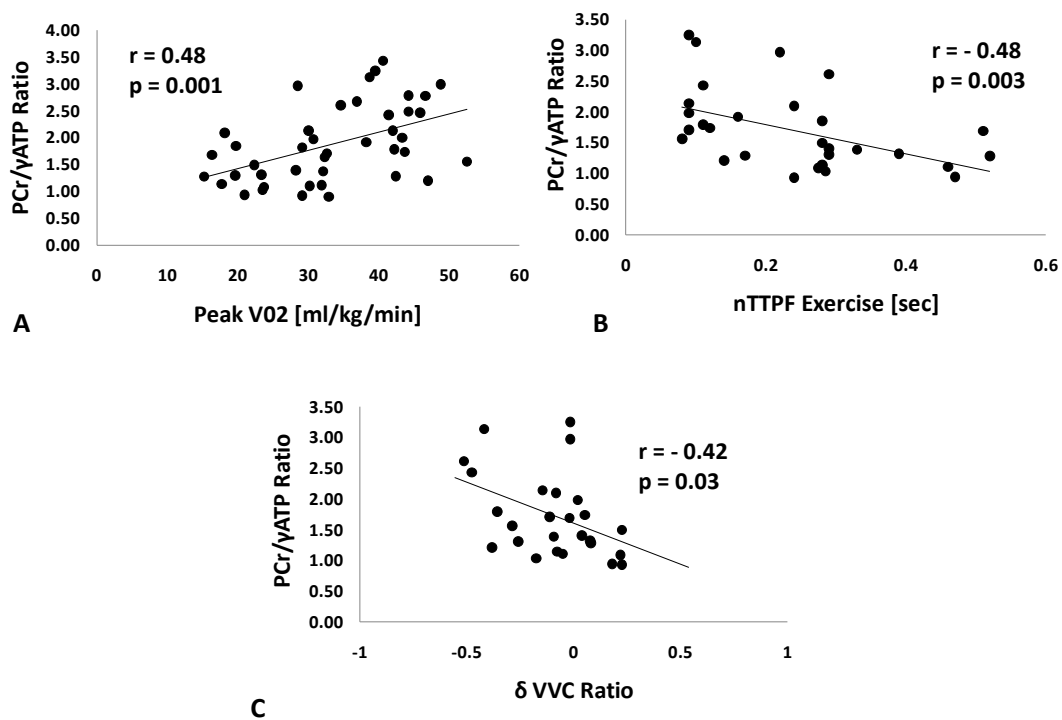 4.00
3.50
3.00
2.50
2.00
1.50
1.00
0.50
0.00
PCr/γATP Ratio
r = 0.48
p = 0.001
0 10 20 30 40 50 60
Peak V02 [ml/kg/min]
A
3.50
3.00
2.50
2.00
1.50
1.00
0.50
0.00
PCr/γATP Ratio
r = - 0.48
p = 0.003
0 0.2 0.4 0.6
nTTPF Exercise [sec]
B
3.50
3.00
2.50
2.00
1.50
1.00
0.50
0.00
PCr/γATP Ratio
r = - 0.42
p = 0.03
-1 -0.5 0 0.5 1
δ VVC Ratio
C